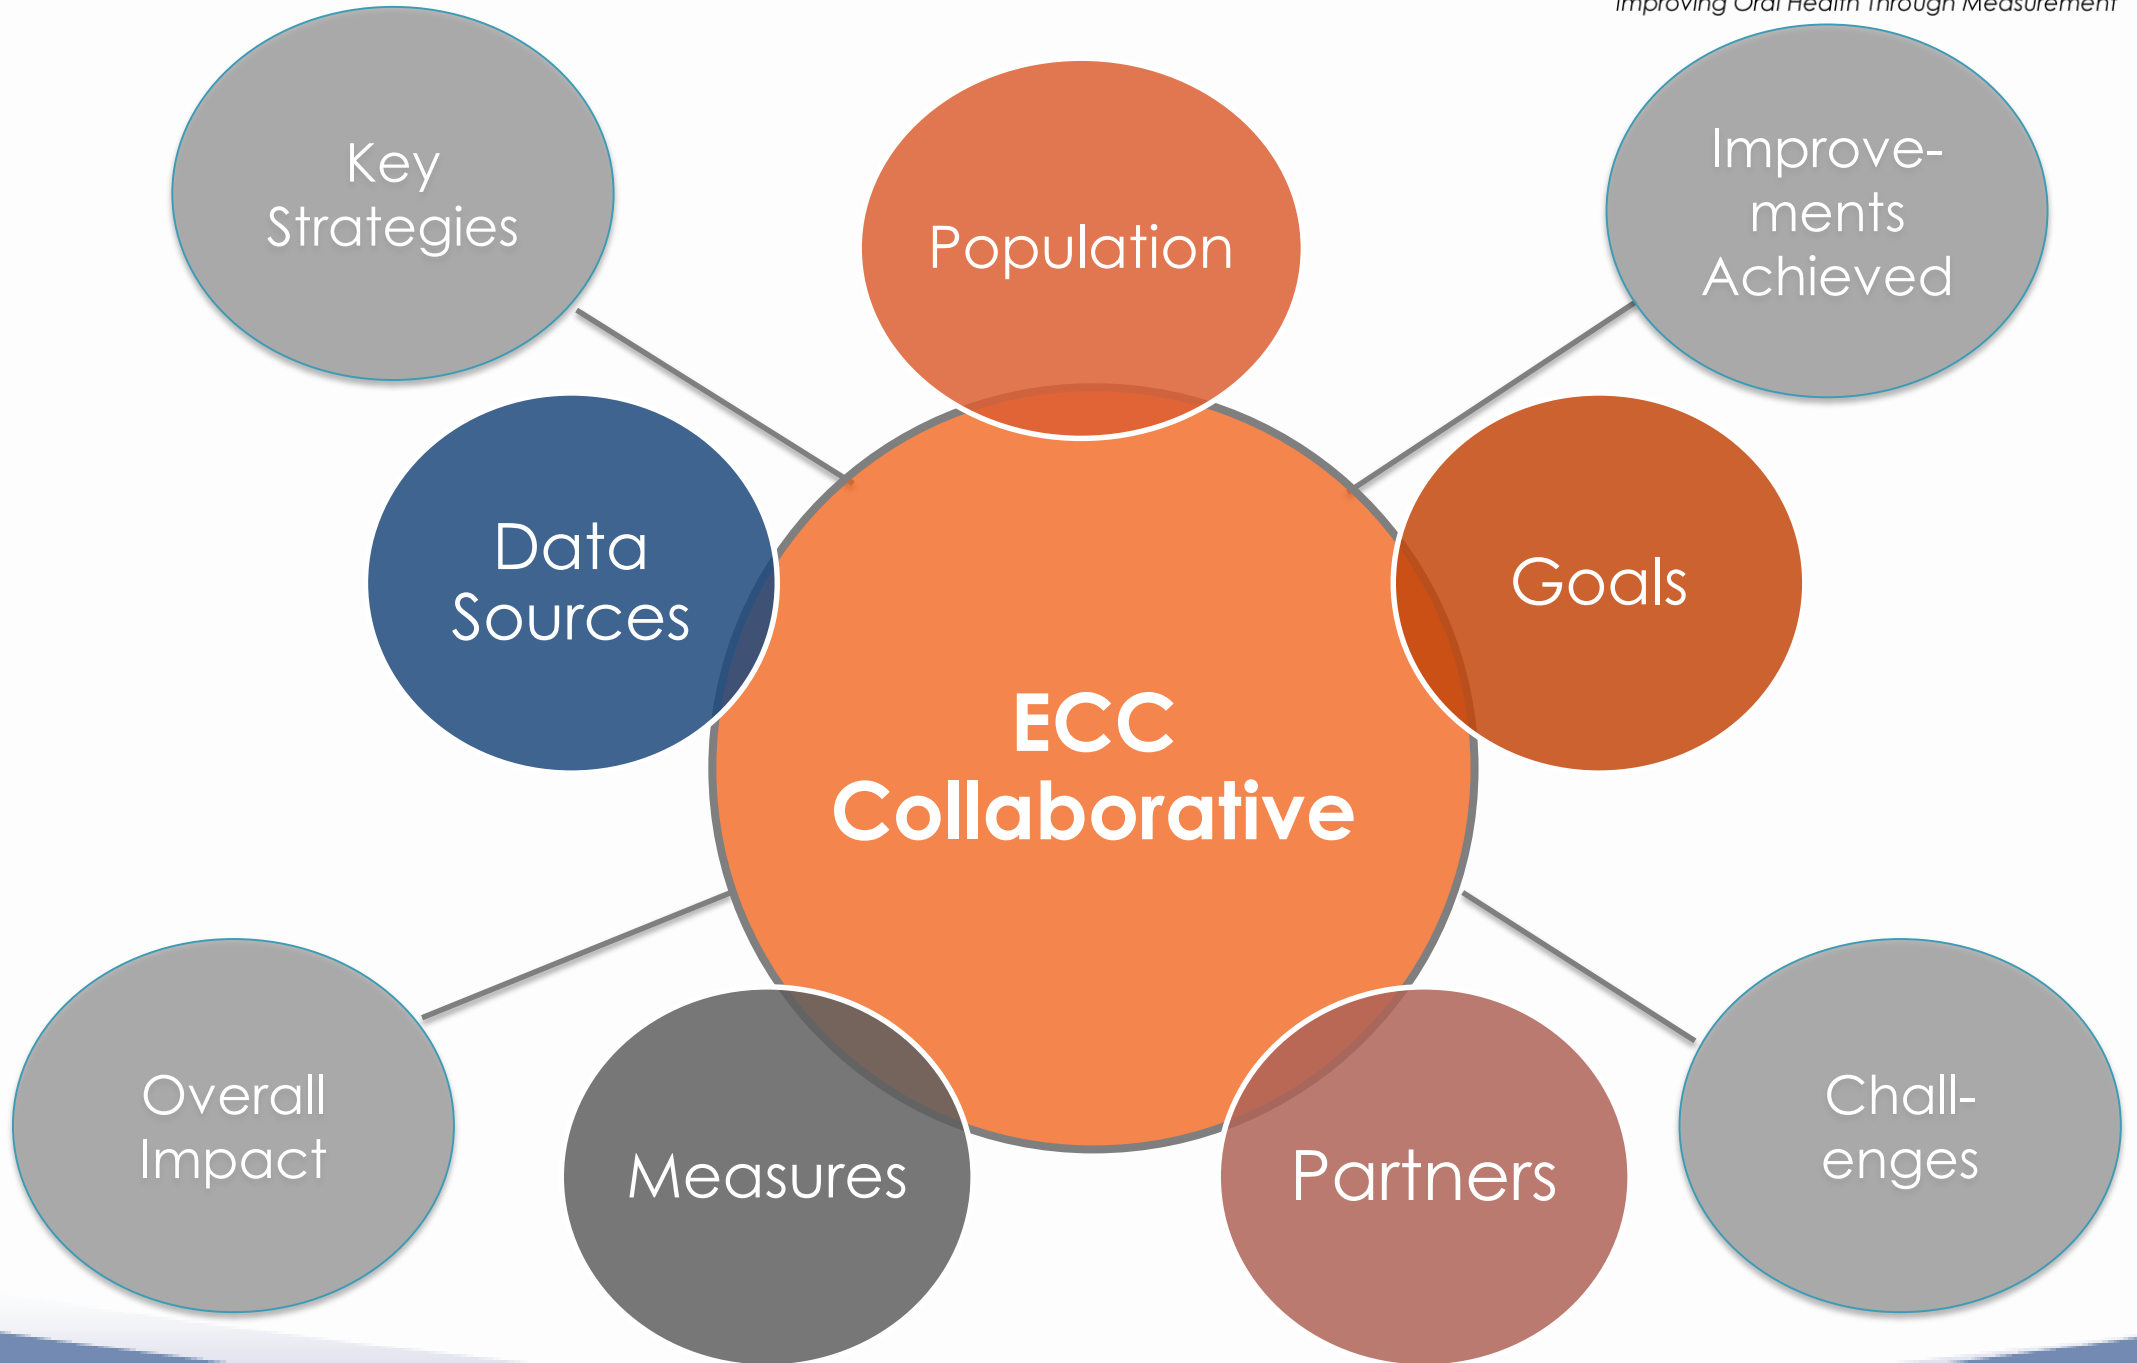 Improving Oral Health Through Measurement
Key
Strategies
Population
Improve-
ments
Achieved
Data
Sources
Goals
ECC
Collaborative
Overall
Impact
Measures
Partners
Chall-
enges